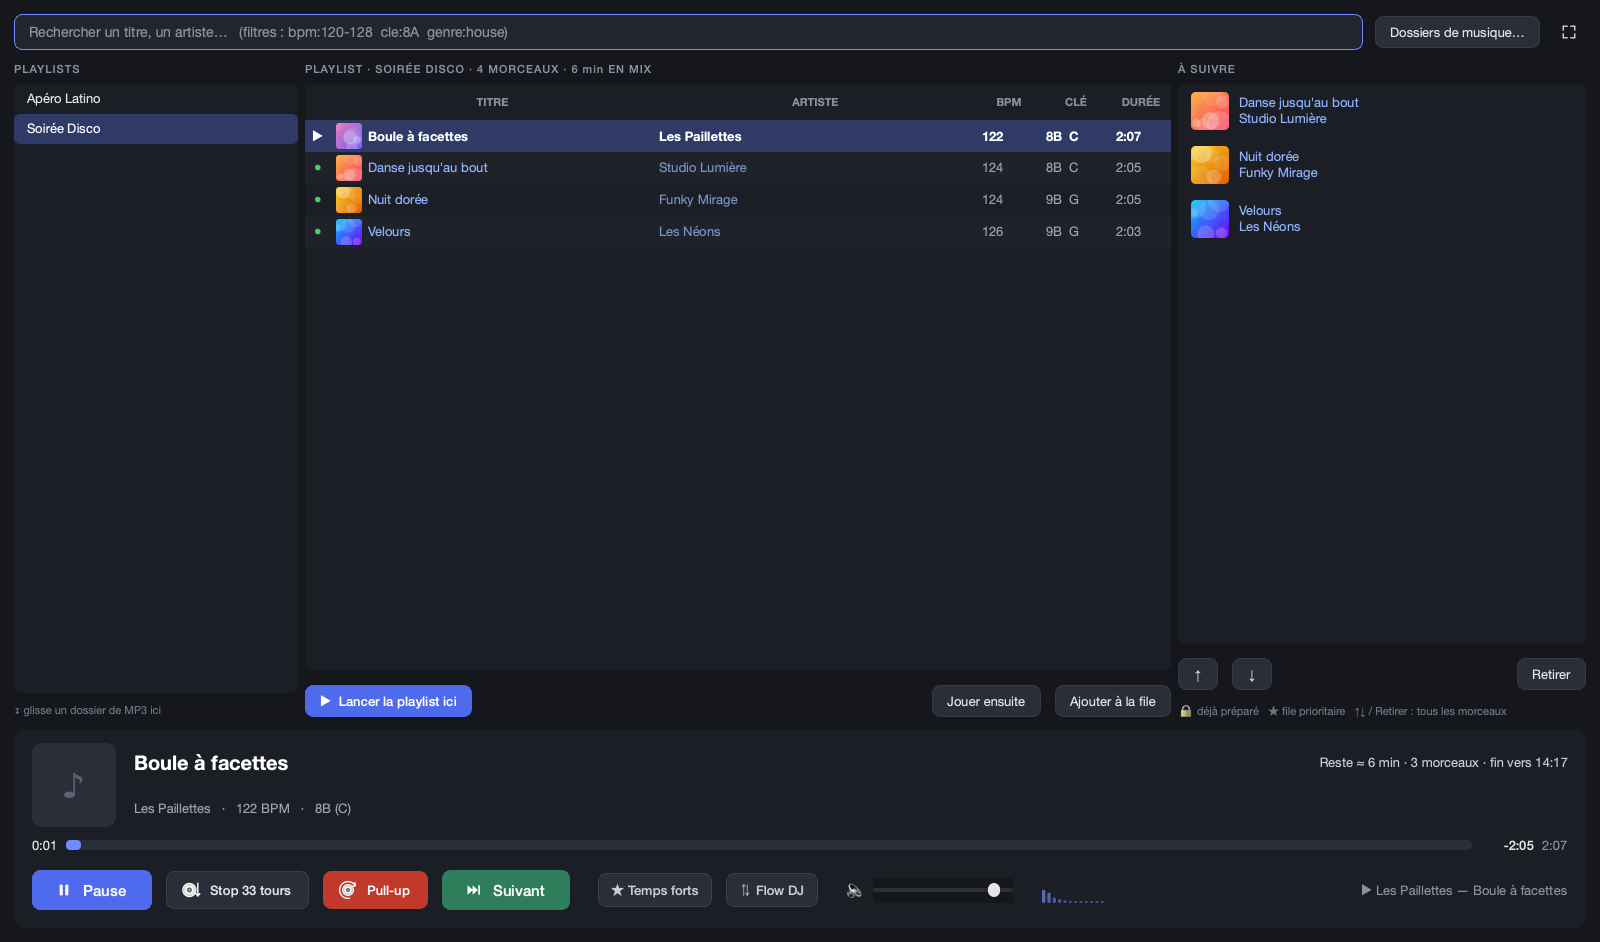 Rechercher un titre, un artiste… (filtres : bpm:120-128 cle:8A genre:house)
Dossiers de musique…
PLAYLISTS
Apéro Latino
Soirée Disco
↕ glisse un dossier de MP3 ici
PLAYLIST · SOIRÉE DISCO · 4 MORCEAUX · 6 min EN MIX
TITRE ARTISTE BPM CLÉ DURÉE
▶ Boule à facettes Les Paillettes 122 8B C 2:07
● Danse jusqu'au bout Studio Lumière 124 8B C 2:05
● Nuit dorée Funky Mirage 124 9B G 2:05
● Velours Les Néons 126 9B G 2:03
▶ Lancer la playlist ici
Jouer ensuite
Ajouter à la file
À SUIVRE
Danse jusqu'au bout
Studio Lumière
Nuit dorée
Funky Mirage
Velours
Les Néons
↑ ↓ Retirer
🔒 déjà préparé ★ file prioritaire ↑↓ / Retirer : tous les morceaux
♪
Boule à facettes
Reste ≈ 6 min · 3 morceaux · fin vers 14:17
Les Paillettes · 122 BPM · 8B (C)
0:01 -2:05 2:07
Pause
Stop 33 tours
Pull-up
Suivant
★ Temps forts
⇅ Flow DJ
▶ Les Paillettes — Boule à facettes